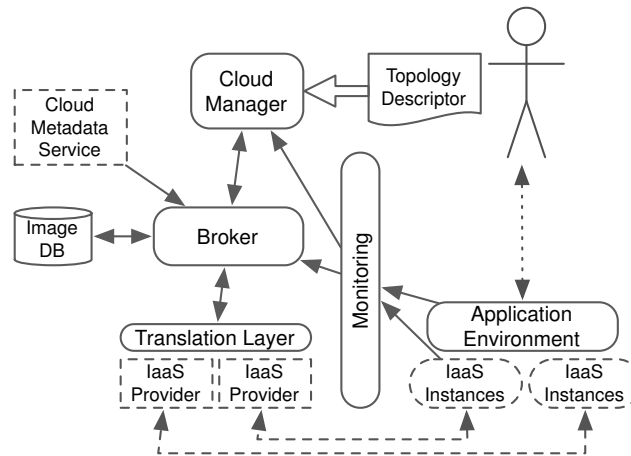 Cloud
Manager
Topology
Descriptor
Cloud
Metadata
Service
Image
DB
Broker
Monitoring
Translation Layer
Application
Environment
IaaS
Provider
IaaS
Provider
IaaS
Instances
IaaS
Instances